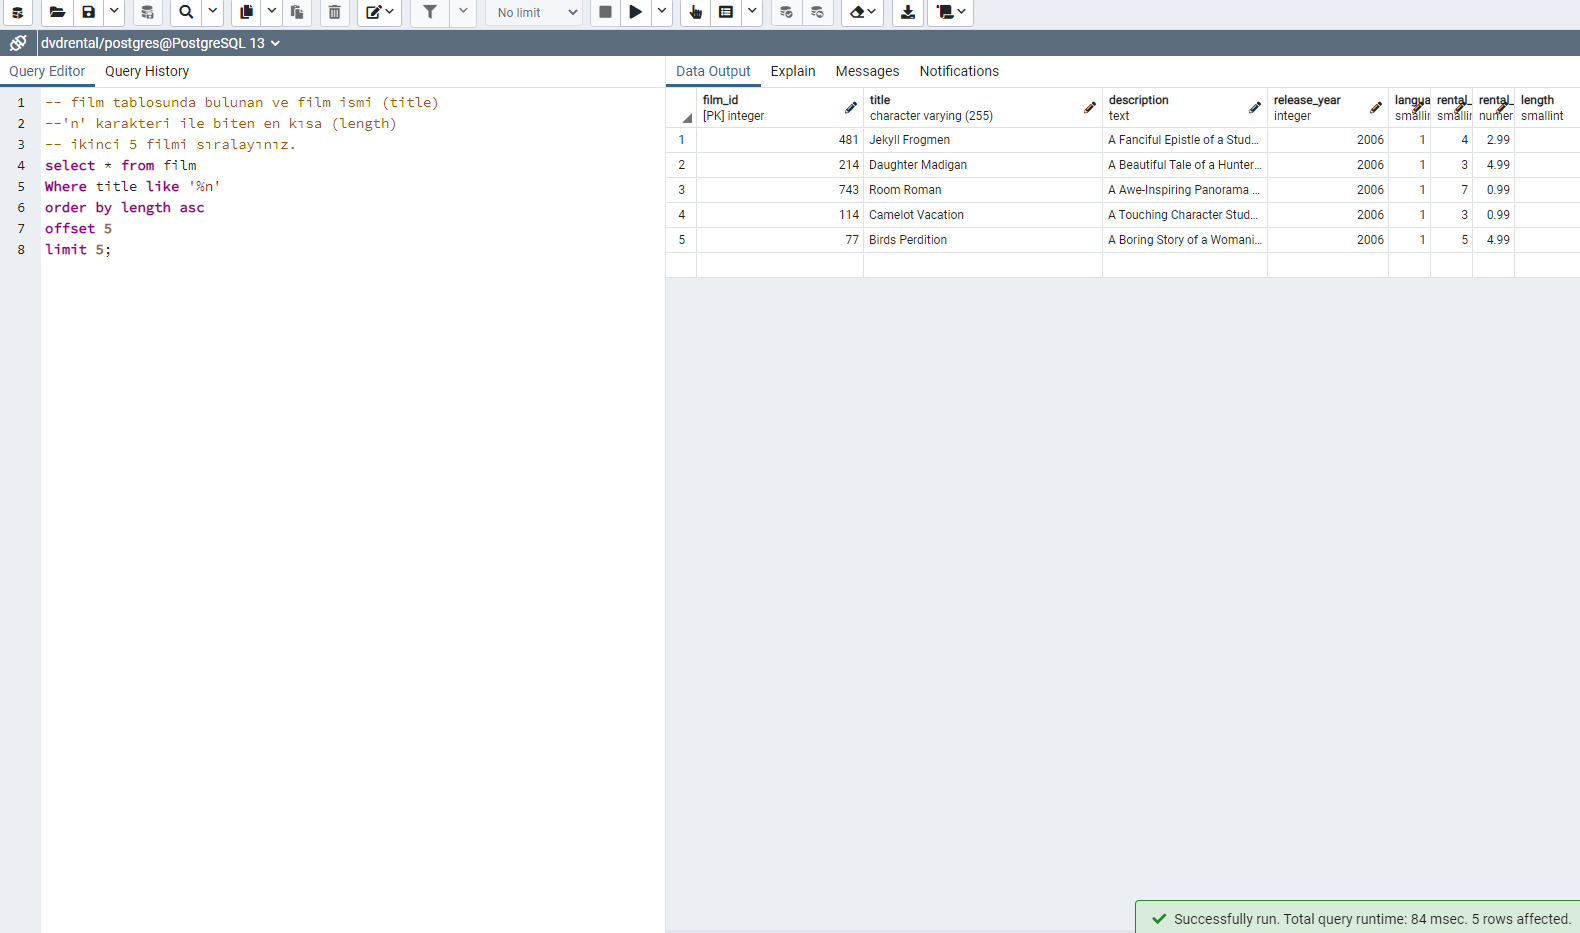 No limit
dvdrental/postgres@PostgreSQL 13
Query Editor Query History
1 -- film tablosunda bulunan ve film ismi (title)
2 --'n' karakteri ile biten en kısa (length)
3 -- ikinci 5 filmi sıralayınız.
4 select * from film
5 Where title like '%n'
6 order by length asc
7 offset 5
8 limit 5;
Data Output Explain Messages Notifications
film_id title description release_year langua rental_ rental_ length
[PK] integer character varying (255) text integer smallin smallin numer smallint
1 481 Jekyll Frogmen A Fanciful Epistle of a Stud... 2006 1 4 2.99
2 214 Daughter Madigan A Beautiful Tale of a Hunter... 2006 1 3 4.99
3 743 Room Roman A Awe-Inspiring Panorama ... 2006 1 7 0.99
4 114 Camelot Vacation A Touching Character Stud... 2006 1 3 0.99
5 77 Birds Perdition A Boring Story of a Womani... 2006 1 5 4.99
Successfully run. Total query runtime: 84 msec. 5 rows affected.